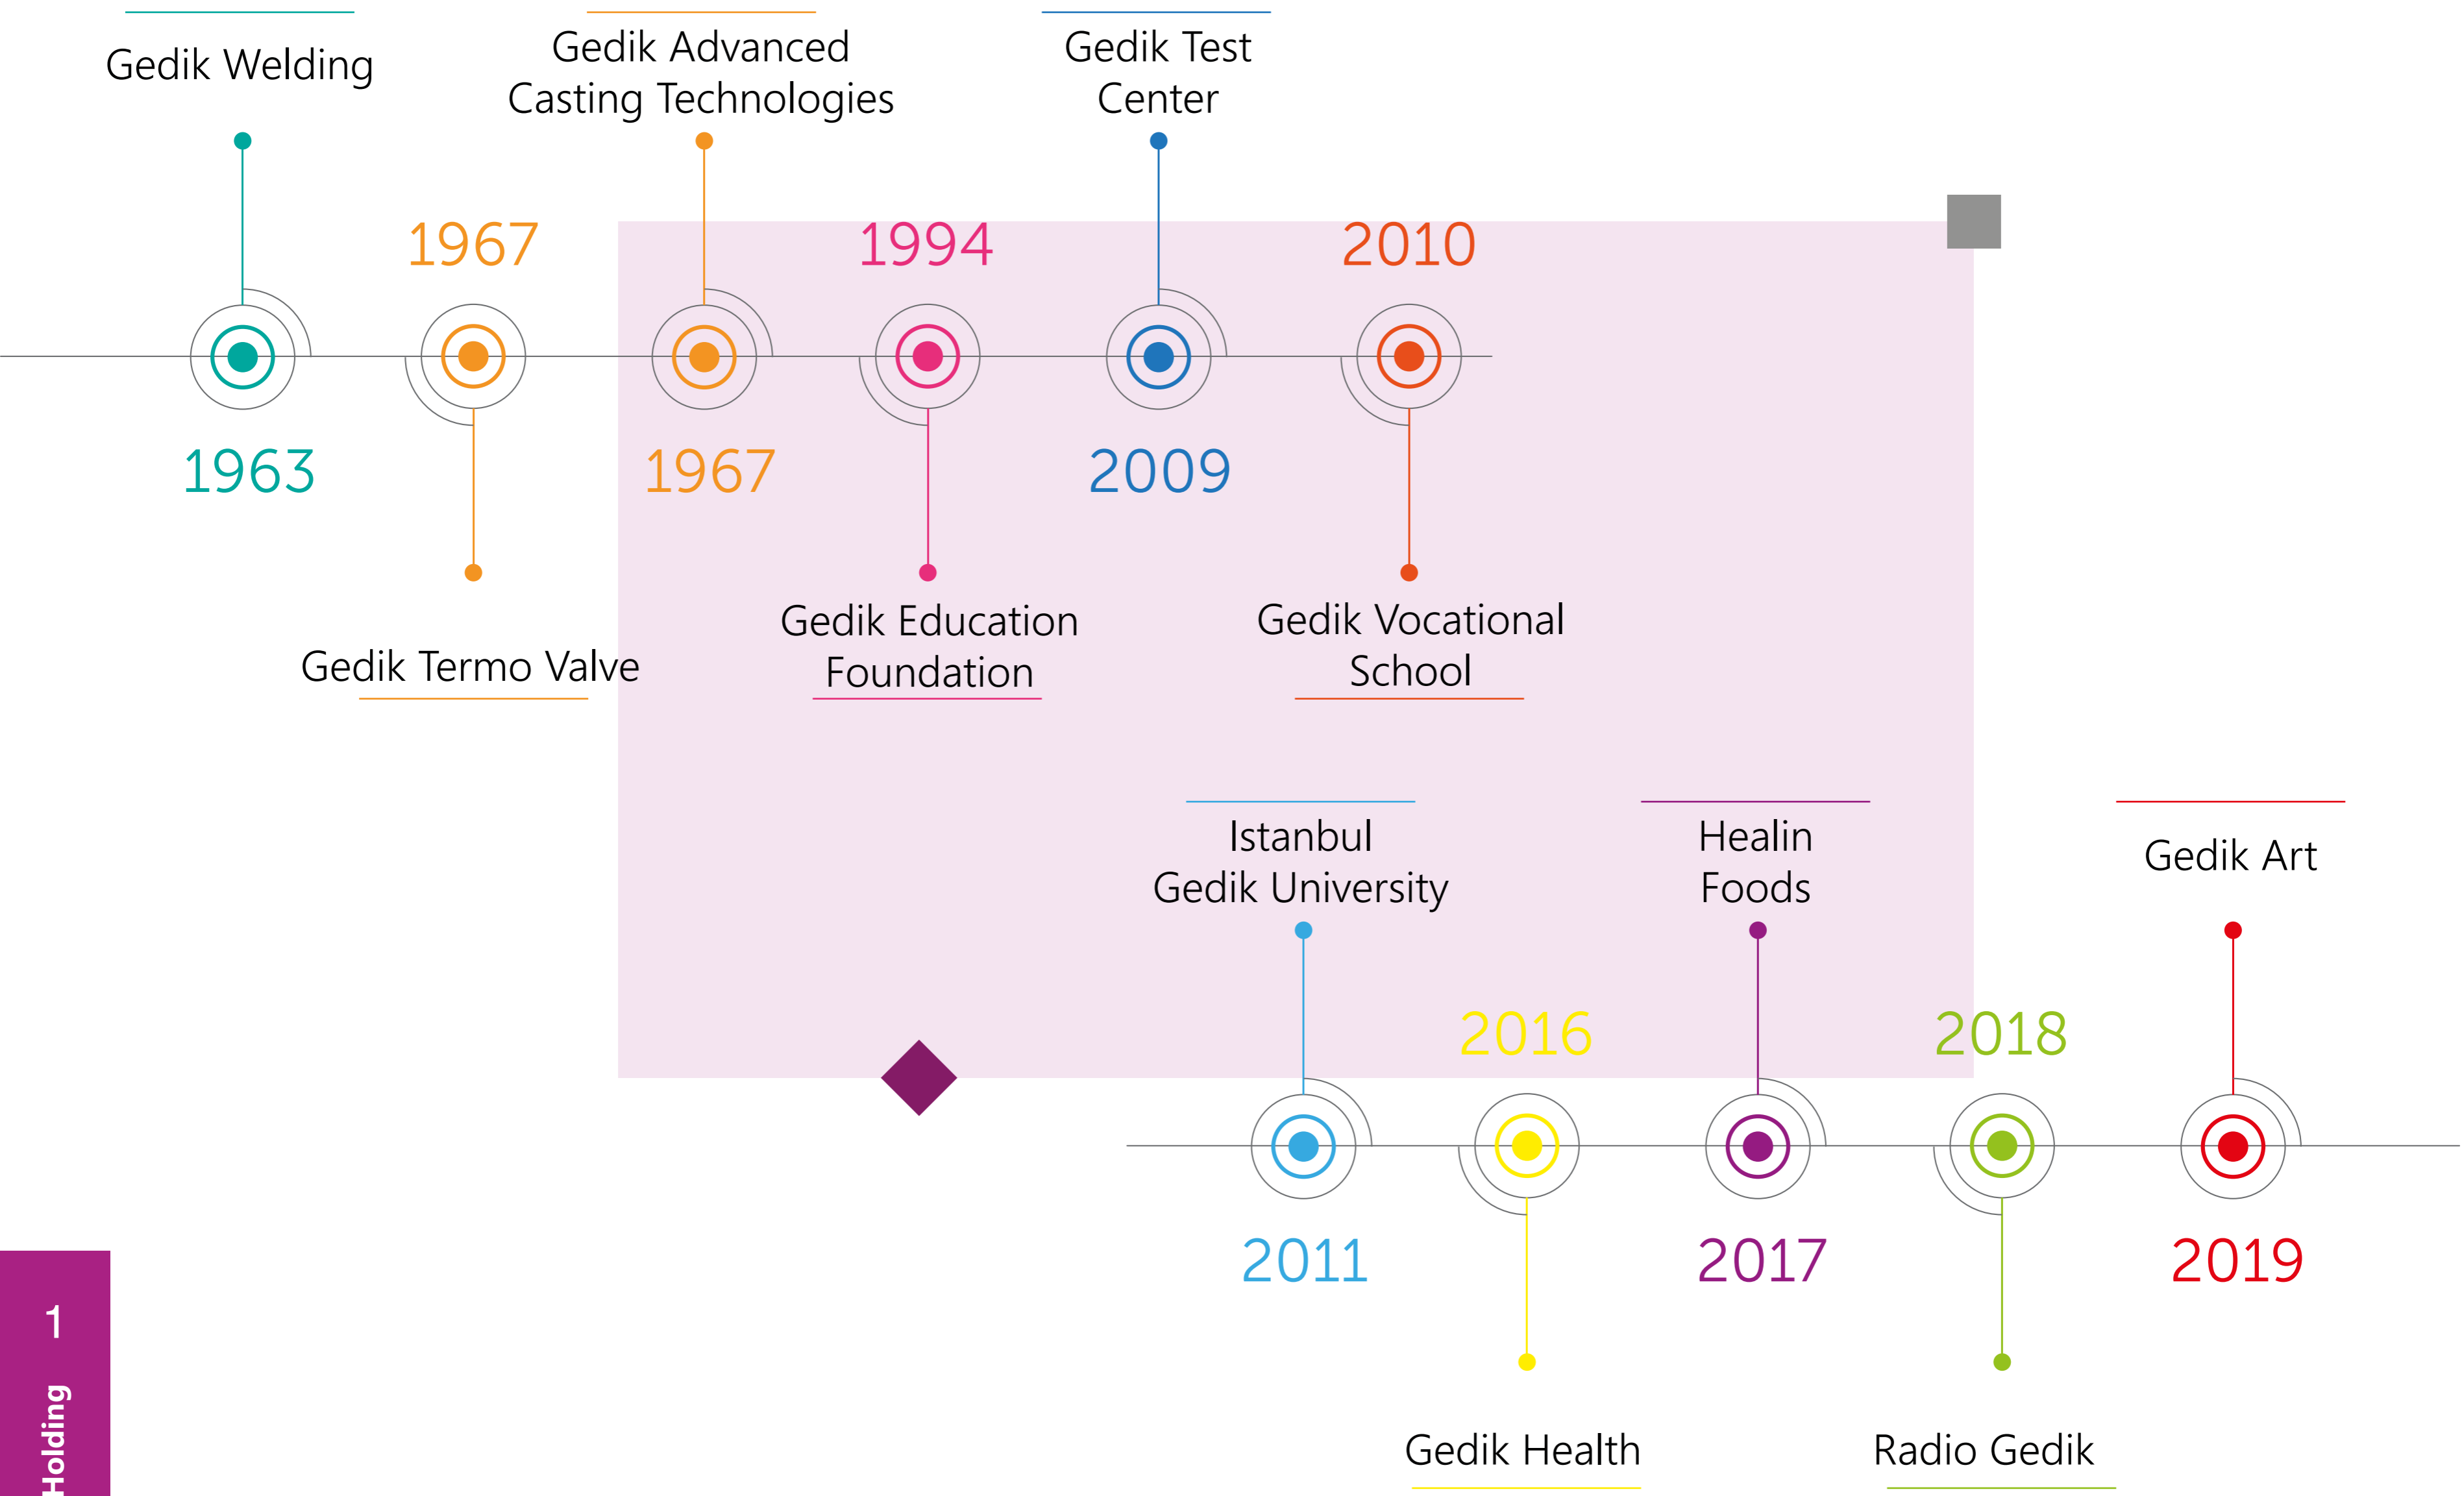 Gedik Welding
Gedik Advanced
Casting Technologies
Gedik Test
Center
1967
1994
2010
1963
1967
2009
Gedik Termo Valve
Gedik Education
Foundation
Gedik Vocational
School
Istanbul
Gedik University
Healin
Foods
Gedik Art
2016
2018
2011
2017
2019
Gedik Health
Radio Gedik
1
Holding